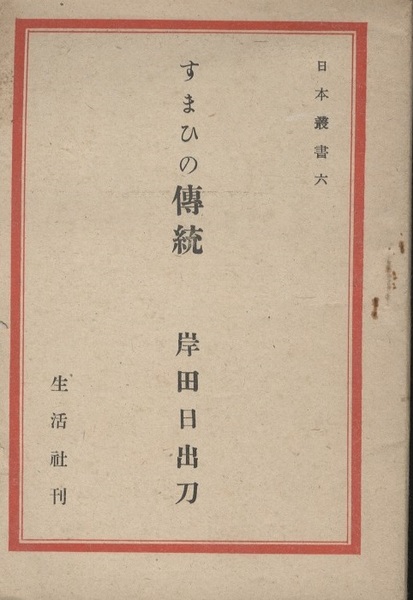 日本叢書六
すまひの傳統
岸田日出刀
生活社刊